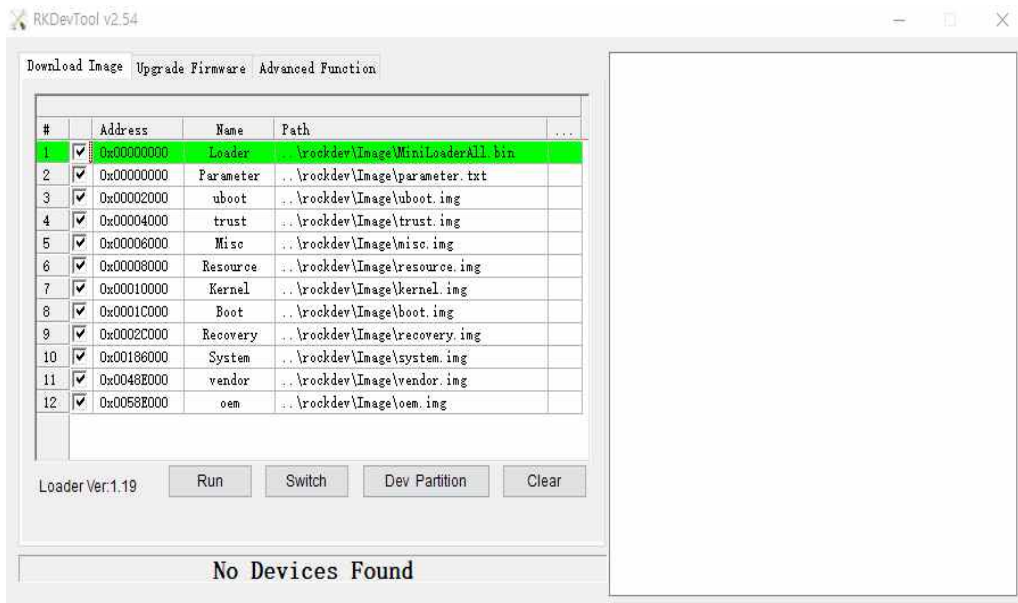 RKDevTool v2.54
Download Image Upgrade Firmware Advanced Function
# Address Name Path ...
1 0x00000000 Loader ..\rockdev\Image\MiniLoaderAll.bin
2 0x00000000 Parameter ..\rockdev\Image\parameter.txt
3 0x00002000 uboot ..\rockdev\Image\uboot.img
4 0x00004000 trust ..\rockdev\Image\trust.img
5 0x00006000 Misc ..\rockdev\Image\misc.img
6 0x00008000 Resource ..\rockdev\Image\resource.img
7 0x00010000 Kernel ..\rockdev\Image\kernel.img
8 0x0001C000 Boot ..\rockdev\Image\boot.img
9 0x0002C000 Recovery ..\rockdev\Image\recovery.img
10 0x00186000 System ..\rockdev\Image\system.img
11 0x0048E000 vendor ..\rockdev\Image\vendor.img
12 0x0058E000 oem ..\rockdev\Image\oem.img
Loader Ver:1.19 Run Switch Dev Partition Clear
No Devices Found